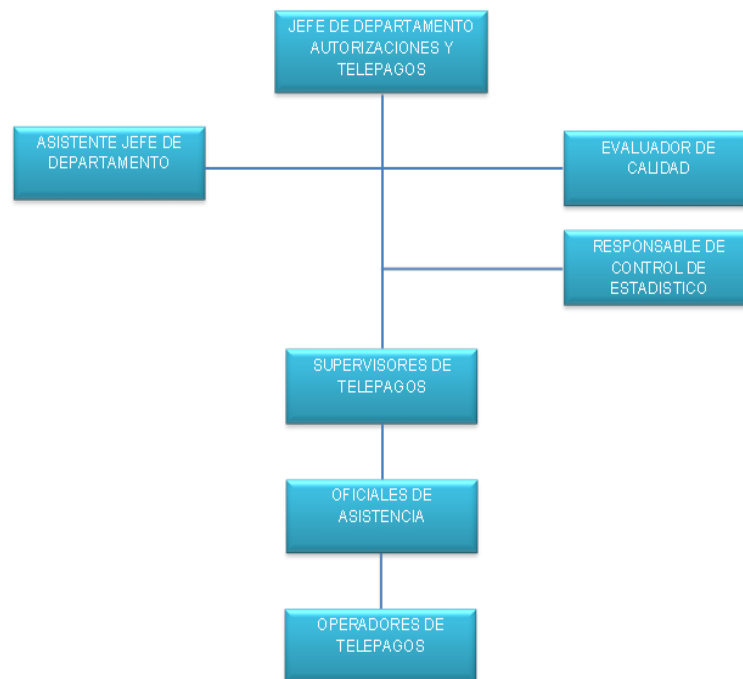 JEFE DE DEPARTAMENTO
AUTORIZACIONES Y
TELEPAGOS
ASISTENTE JEFE DE
DEPARTAMENTO
EVALUADOR DE
CALIDAD
RESPONSABLE DE
CONTROL DE
ESTADISTICO
SUPERVISORES DE
TELEPAGOS
OFICIALES DE
ASISTENCIA
OPERADORES DE
TELEPAGOS